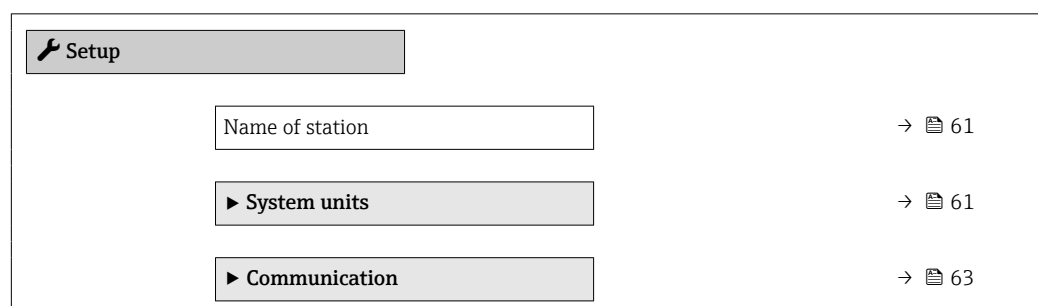 Setup
Name of station → 61
▶ System units → 61
▶ Communication → 63